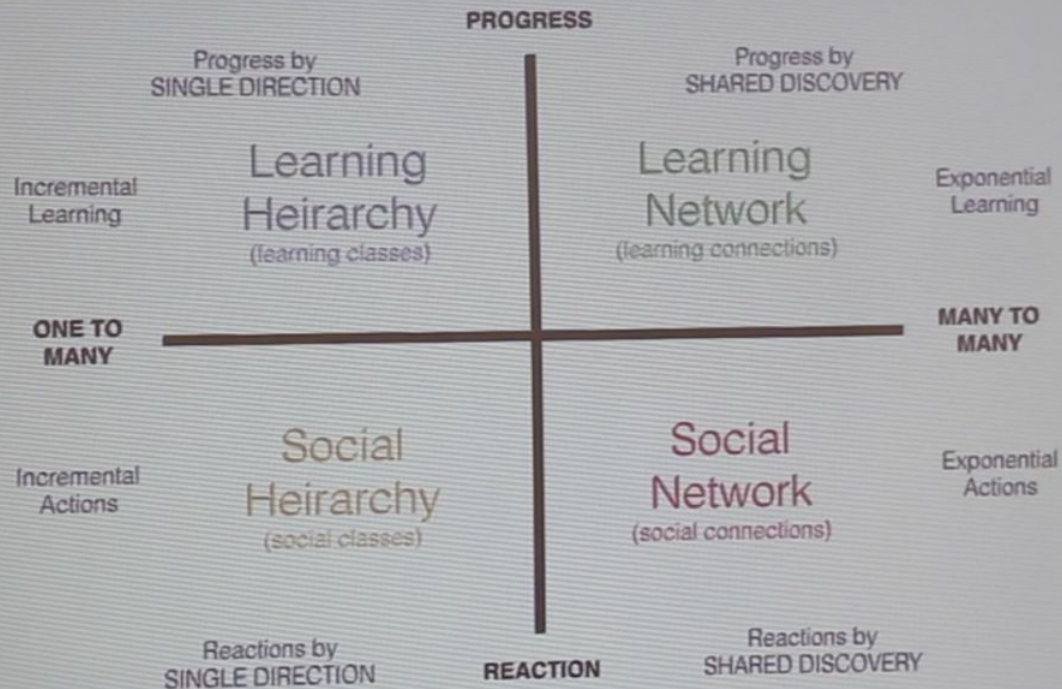 PROGRESS
Progress by
SINGLE DIRECTION
Progress by
SHARED DISCOVERY
Incremental
Learning
Learning
Heirarchy
(learning classes)
Learning
Network
(learning connections)
Exponential
Learning
ONE TO
MANY
MANY TO
MANY
Incremental
Actions
Social
Heirarchy
(social classes)
Social
Network
(social connections)
Exponential
Actions
Reactions by
SINGLE DIRECTION
REACTION
Reactions by
SHARED DISCOVERY